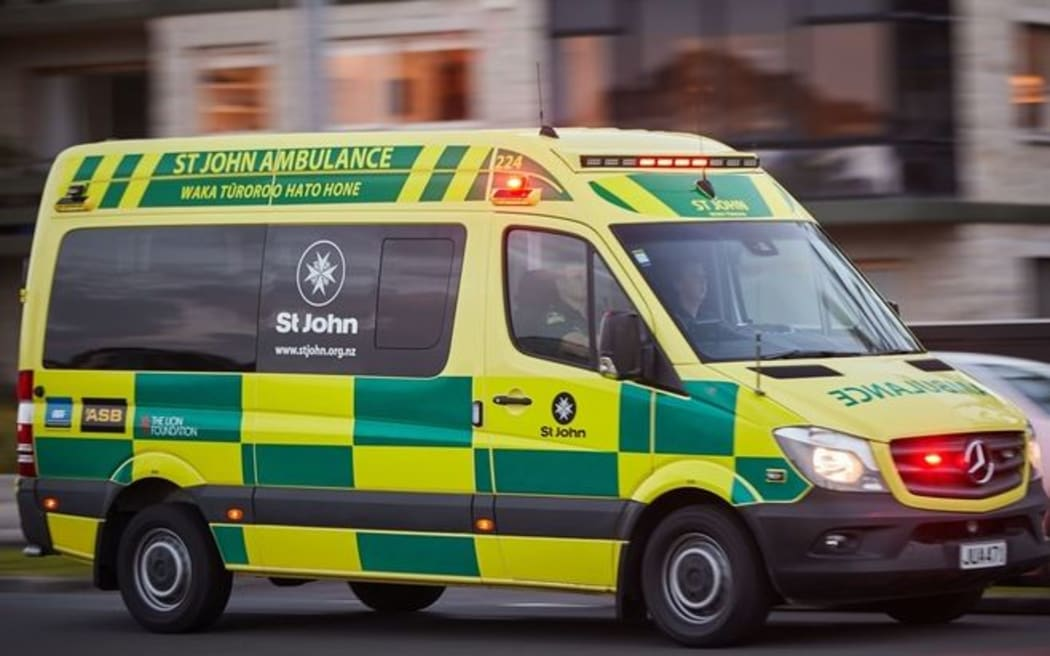 ST JOHN AMBULANCE
WAKA TŪROROO HATO HONE
224
ST JOHN
St John
www.stjohn.org.nz
ASB
THE LION
FOUNDATION
St John
AMBULANCE
JUA471